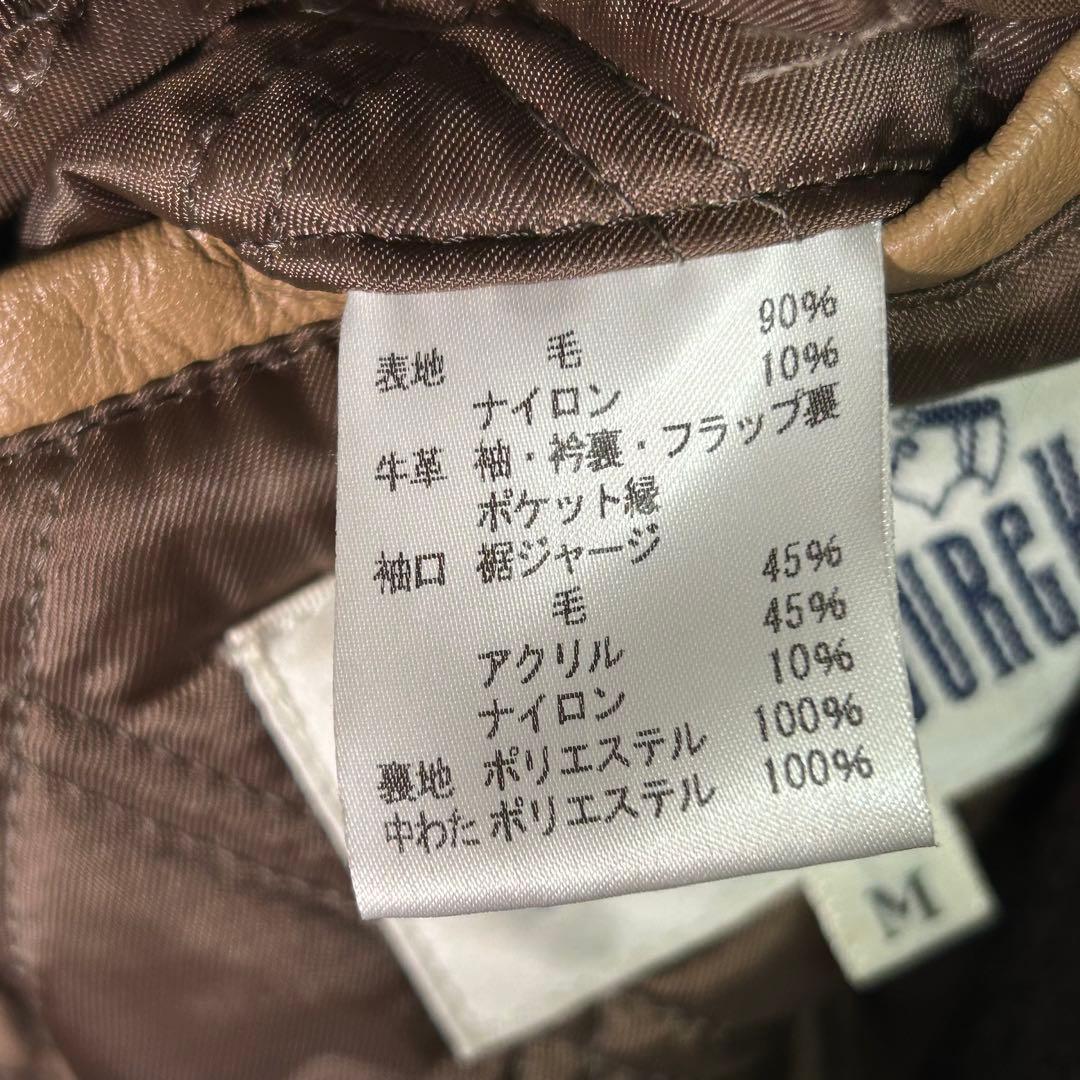 表地 毛 90%
ナイロン 10%
牛革 袖・衿裏・フラップ裏
ポケット縁
袖口 裾ジャージ
毛 45%
アクリル 45%
ナイロン 10%
裏地 ポリエステル 100%
中わた ポリエステル 100%
URGH
M